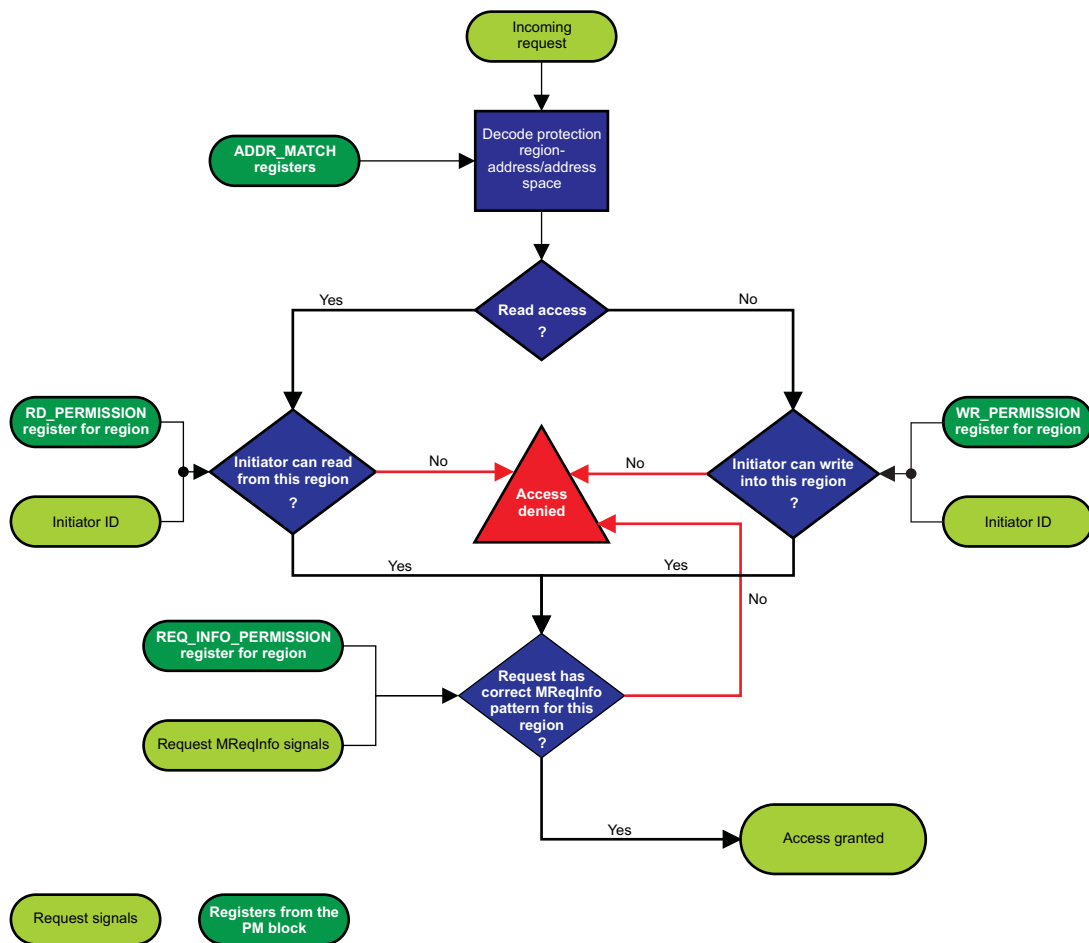 Incoming
request
ADDR_MATCH
registers
Decode protection
region-
address/address
space
Yes
Read access
?
No
RD_PERMISSION
register for region
Initiator ID
Initiator can read
from this region
?
No
Access
denied
No
Initiator can write
into this region
?
WR_PERMISSION
register for region
Initiator ID
Yes
Yes
No
REQ_INFO_PERMISSION
register for region
Request MReqInfo signals
Request has
correct MReqInfo
pattern for this
region
?
Yes
Access granted
Request signals
Registers from the
PM block